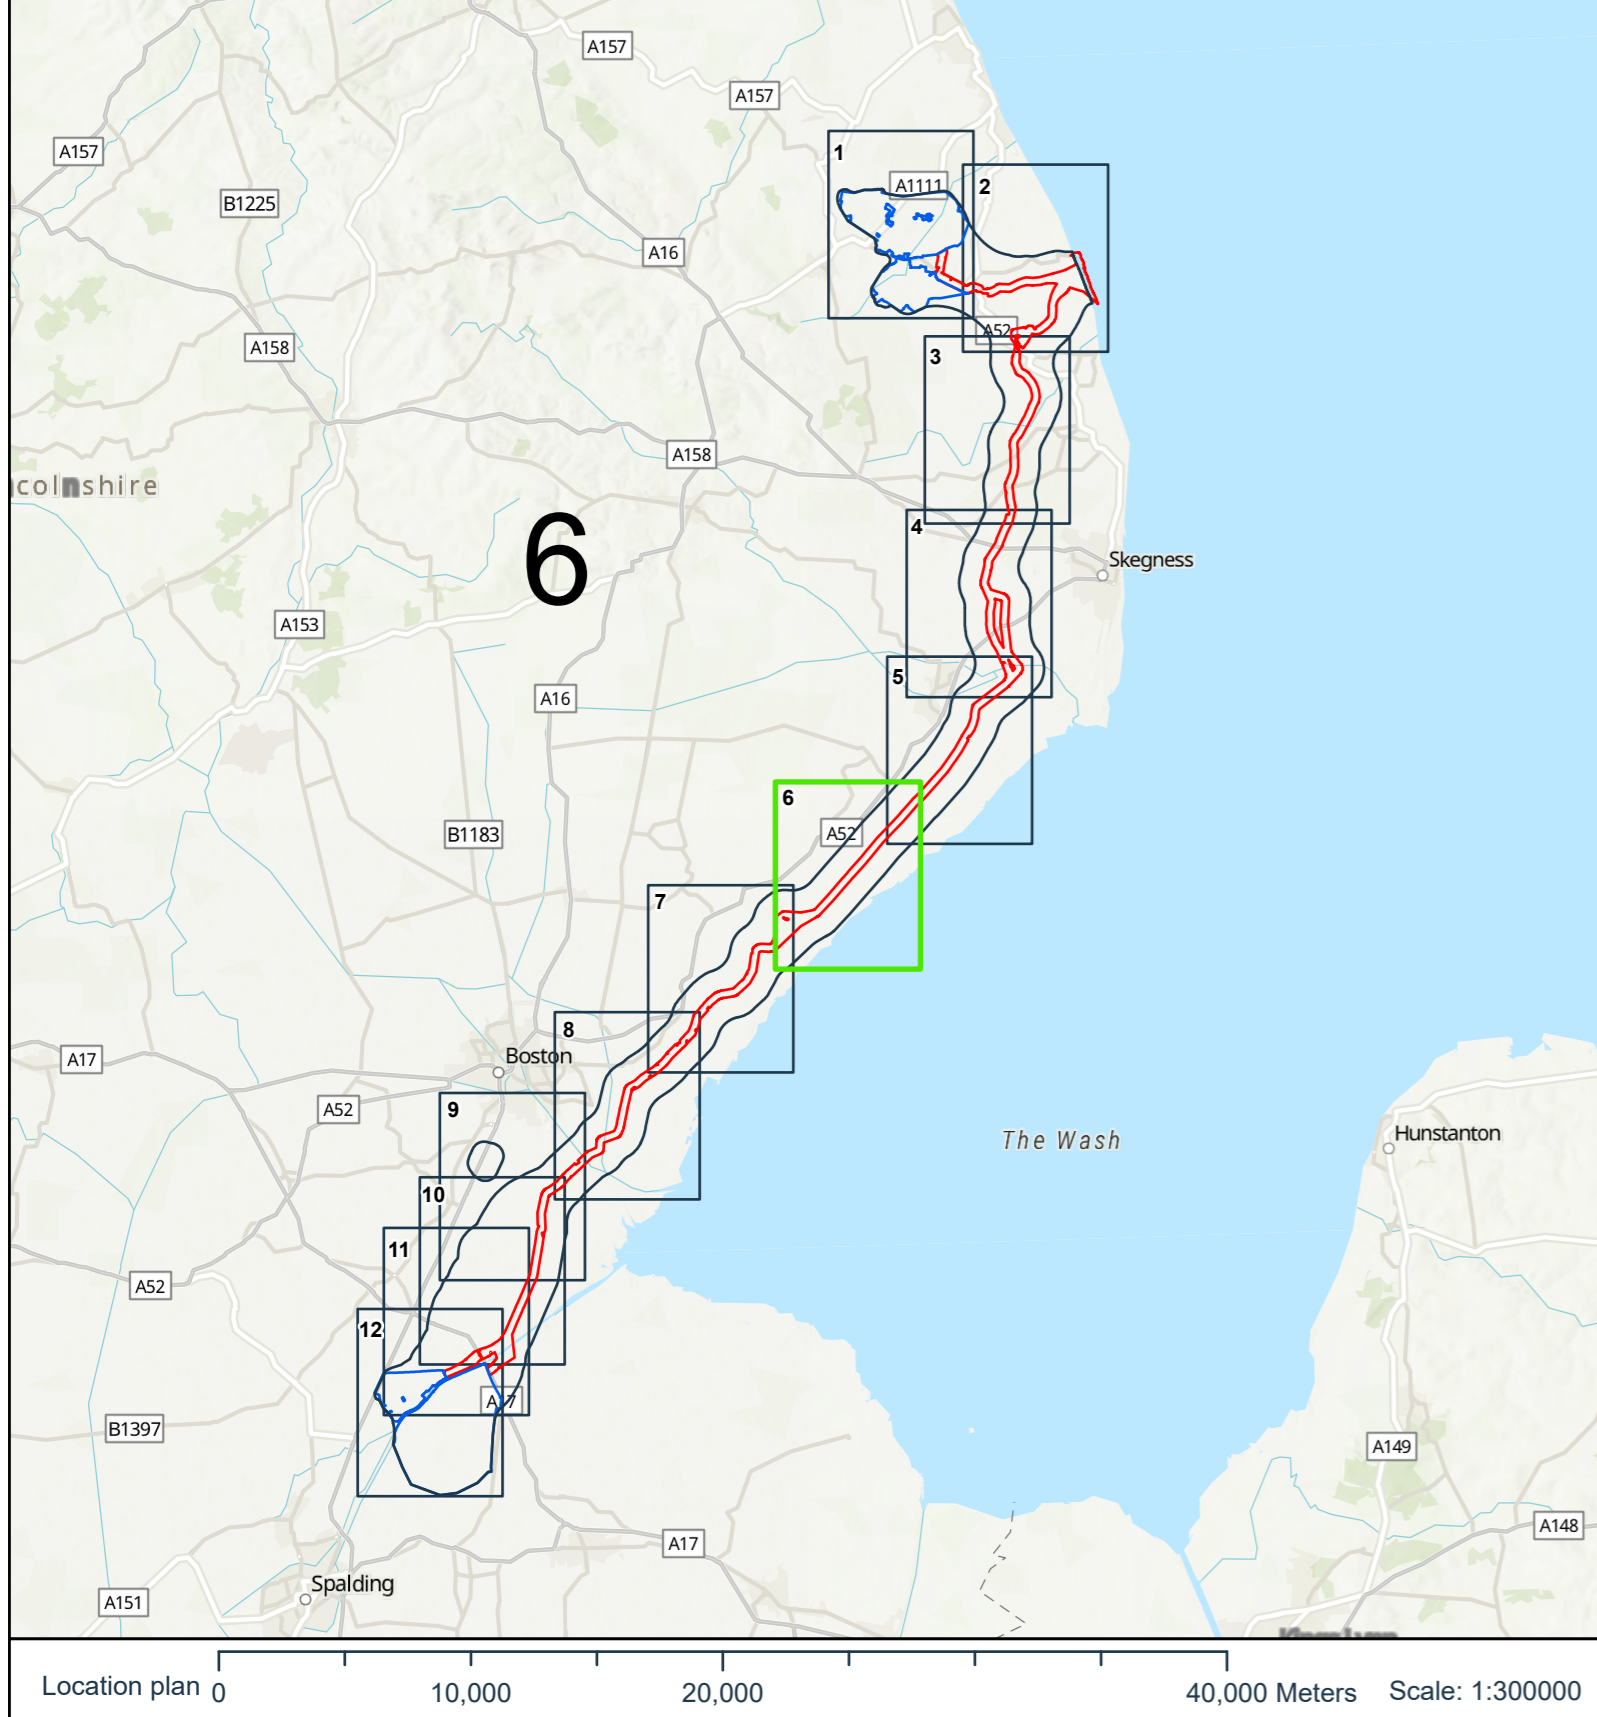 A157
A157
A157
1
A1111
2
B1225
A16
A52
A158
3
A158
colnshire
6
4
Skegness
A153
5
A16
6
A52
B1183
7
8
Boston
A17
A52
9
The Wash
Hunstanton
10
11
A52
12
A17
B1397
A149
A148
A17
Spalding
A151
Location plan 0 10,000 20,000 40,000 Meters Scale: 1:300000